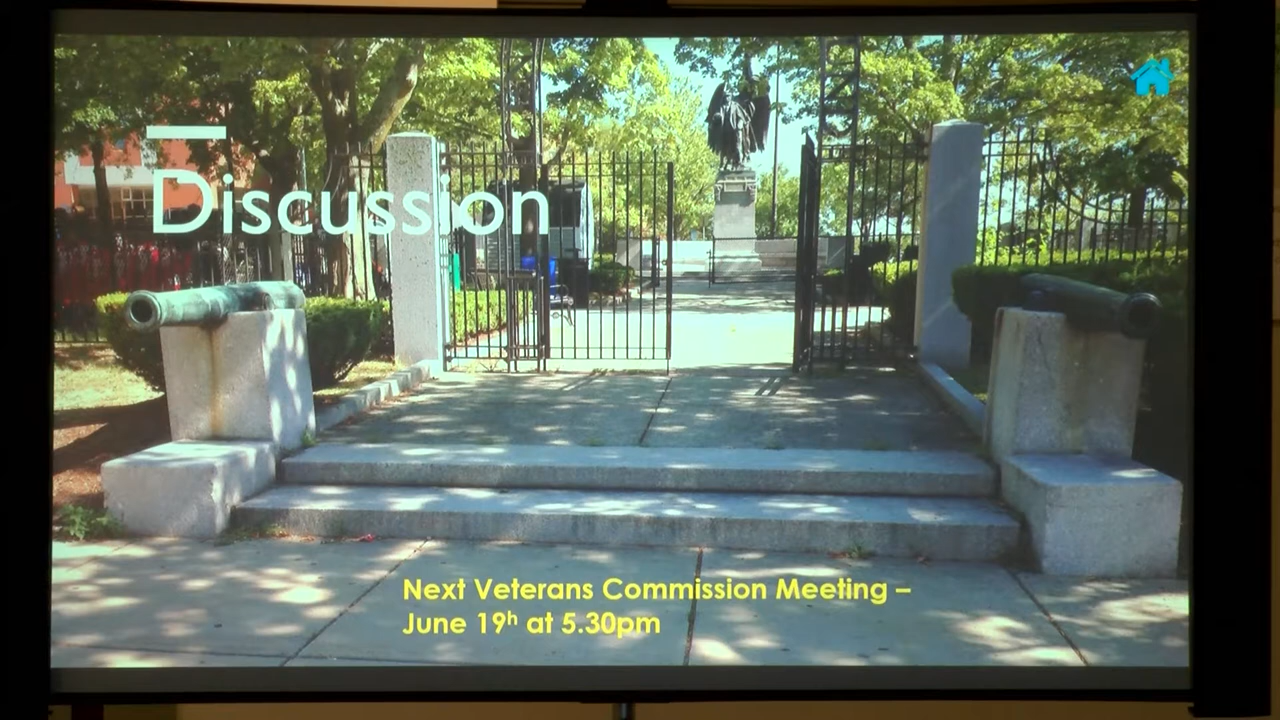 Discussion
Next Veterans Commission Meeting –
June 19h at 5.30pm